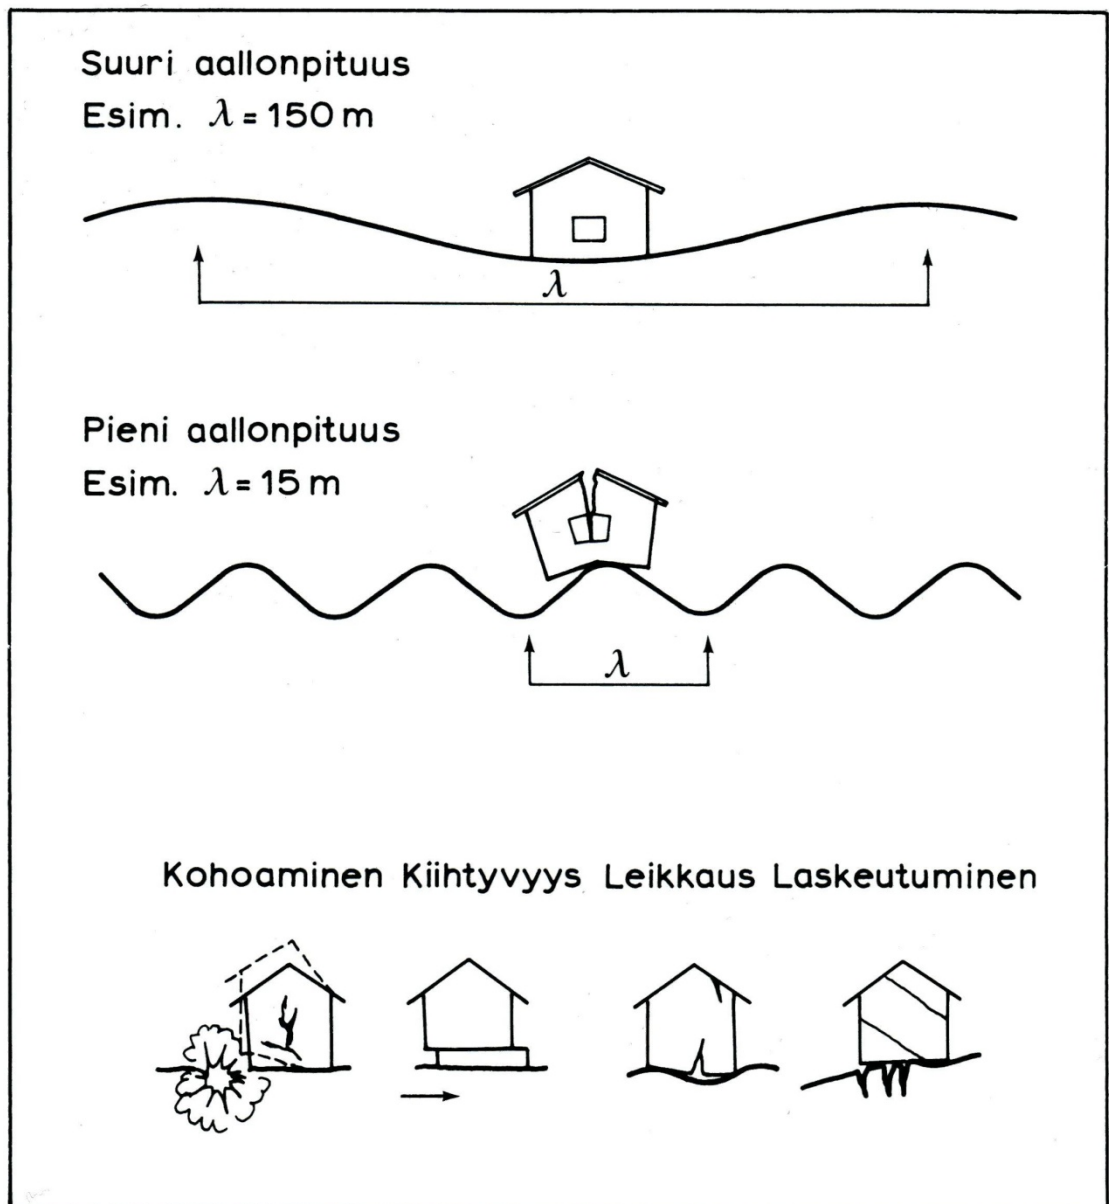 Suuri aallonpituus
Esim. λ = 150 m
λ
Pieni aallonpituus
Esim. λ = 15 m
λ
Kohoaminen Kiihtyvyys Leikkaus Laskeutuminen